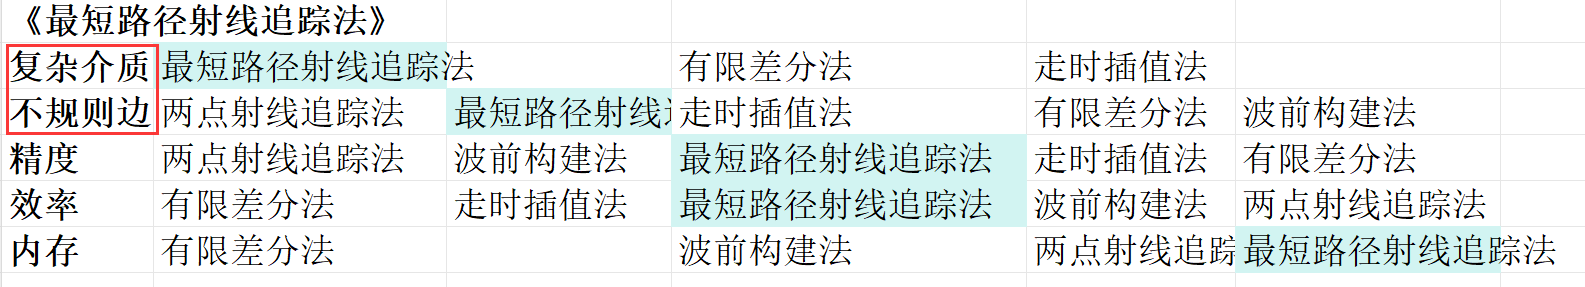 《最短路径射线追踪法》
复杂介质 最短路径射线追踪法 有限差分法 走时插值法
不规则边 两点射线追踪法 最短路径射线 走时插值法 有限差分法 波前构建法
精度 两点射线追踪法 波前构建法 最短路径射线追踪法 走时插值法 有限差分法
效率 有限差分法 走时插值法 最短路径射线追踪法 波前构建法 两点射线追踪法
内存 有限差分法 波前构建法 两点射线追踪 最短路径射线追踪法